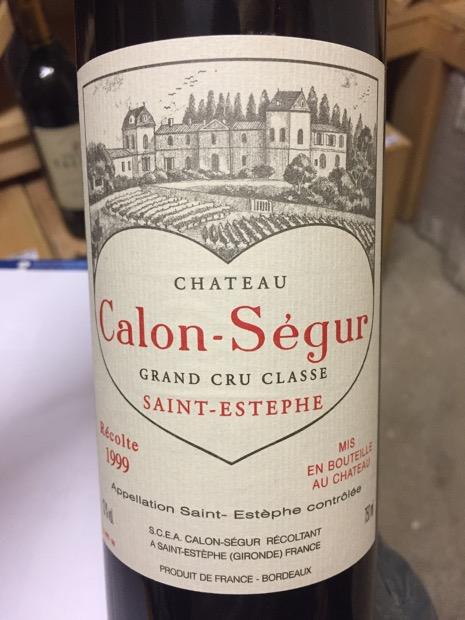 CHATEAU
Calon-Ségur
GRAND CRU CLASSE
SAINT-ESTEPHE
Récolte
1999
MIS
EN BOUTEILLE
AU CHATEAU
Appellation Saint-Estèphe contrôlée
S.C.E.A. CALON-SÉGUR RÉCOLTANT
A SAINT-ESTÈPHE (GIRONDE) FRANCE
PRODUIT DE FRANCE - BORDEAUX